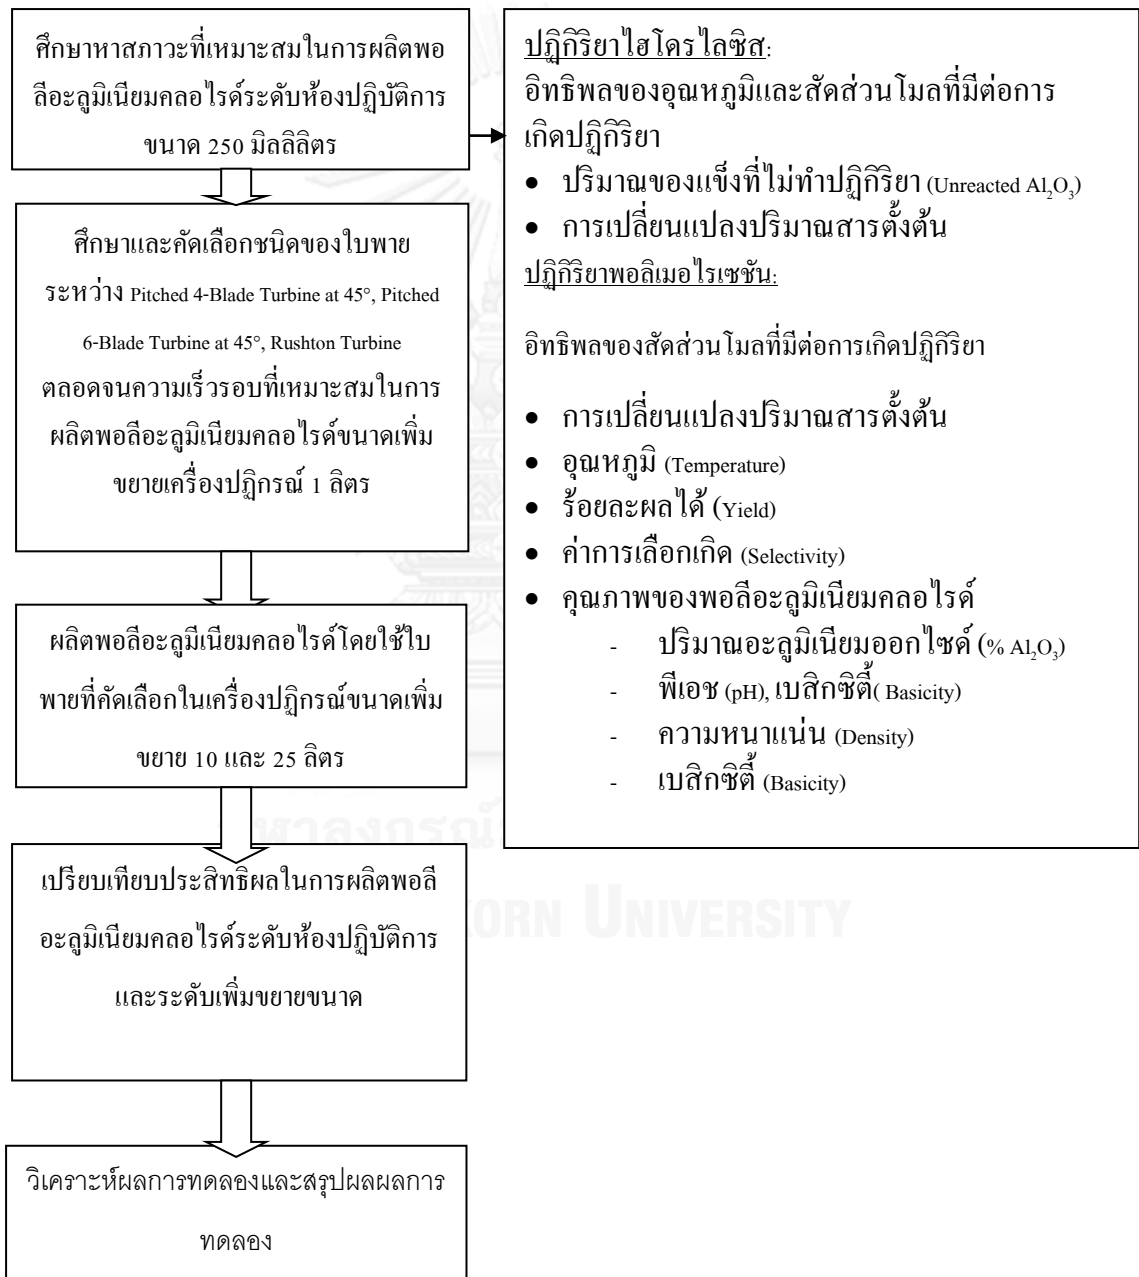 ศึกษาหาสภาวะที่เหมาะสมในการผลิตพอ
ลีอะลูมิเนียมคลอไรด์ระดับห้องปฏิบัติการ
ขนาด 250 มิลลิลิตร
ศึกษาและคัดเลือกชนิดของใบพาย
ระหว่าง Pitched 4-Blade Turbine at 45°, Pitched
6-Blade Turbine at 45°, Rushton Turbine
ตลอดจนความเร็วรอบที่เหมาะสมในการ
ผลิตพอลีอะลูมิเนียมคลอไรด์ขนาดเพิ่ม
ขยายเครื่องปฏิกรณ์ 1 ลิตร
ผลิตพอลีอะลูมีเนียมคลอไรด์โดยใช้ใบ
พายที่คัดเลือกในเครื่องปฏิกรณ์ขนาดเพิ่ม
ขยาย 10 และ 25 ลิตร
เปรียบเทียบประสิทธิผลในการผลิตพอลี
อะลูมิเนียมคลอไรด์ระดับห้องปฏิบัติการ
และระดับเพิ่มขยายขนาด
วิเคราะห์ผลการทดลองและสรุปผลผลการ
ทดลอง
ปฏิกิริยาไฮโดรไลซิส:
อิทธิพลของอุณหภูมิและสัดส่วนโมลที่มีต่อการ
เกิดปฏิกิริยา
● ปริมาณของแข็งที่ไม่ทำปฏิกิริยา (Unreacted Al₂O₃)
● การเปลี่ยนแปลงปริมาณสารตั้งต้น
ปฏิกิริยาพอลิเมอไรเซชัน:
อิทธิพลของสัดส่วนโมลที่มีต่อการเกิดปฏิกิริยา
● การเปลี่ยนแปลงปริมาณสารตั้งต้น
● อุณหภูมิ (Temperature)
● ร้อยละผลได้ (Yield)
● ค่าการเลือกเกิด (Selectivity)
● คุณภาพของพอลีอะลูมิเนียมคลอไรด์
- ปริมาณอะลูมิเนียมออกไซด์ (% Al₂O₃)
- พีเอช (pH), เบสิกซิตี้( Basicity)
- ความหนาแน่น (Density)
- เบสิกซิตี้ (Basicity)
KORN UNIVERSITY